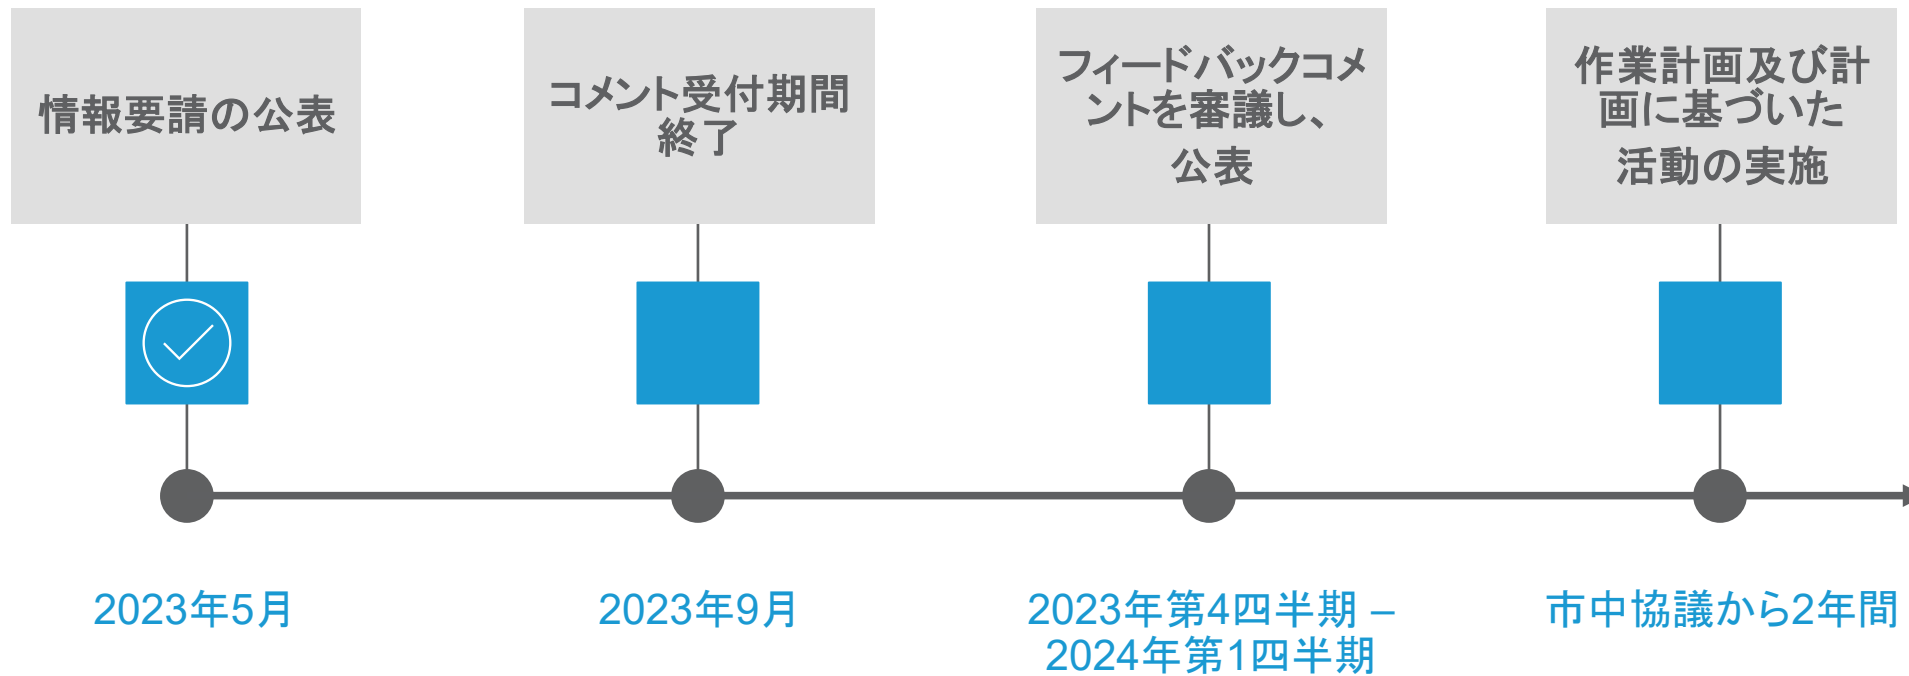 情報要請の公表
コメント受付期間
終了
フィードバックコメ
ントを審議し、
公表
作業計画及び計
画に基づいた
活動の実施
2023年5月
2023年9月
2023年第4四半期 –
2024年第1四半期
市中協議から2年間